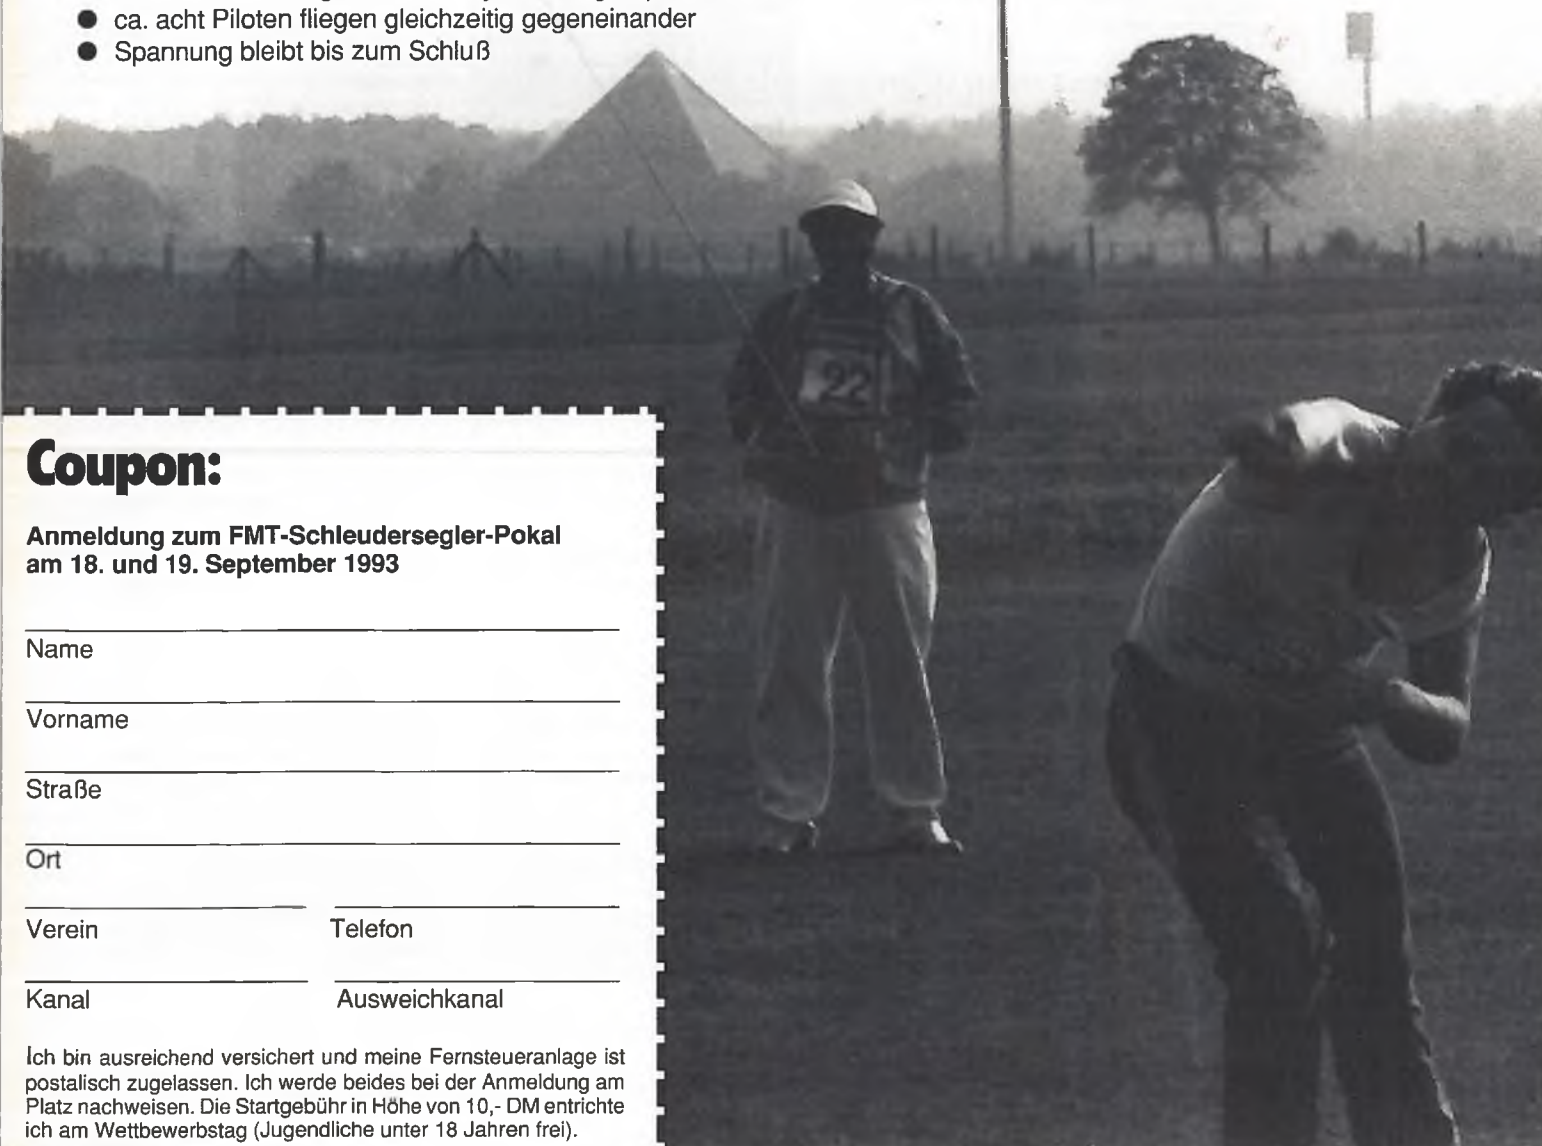 ● ca. acht Piloten fliegen gleichzeitig gegeneinander
● Spannung bleibt bis zum Schluß
22
Coupon:
Anmeldung zum FMT-Schleudersegler-Pokal
am 18. und 19. September 1993
Name
Vorname
Straße
Ort
Verein Telefon
Kanal Ausweichkanal
Ich bin ausreichend versichert und meine Fernsteueranlage ist
postalisch zugelassen. Ich werde beides bei der Anmeldung am
Platz nachweisen. Die Startgebühr in Höhe von 10,- DM entrichte
ich am Wettbewerbstag (Jugendliche unter 18 Jahren frei).